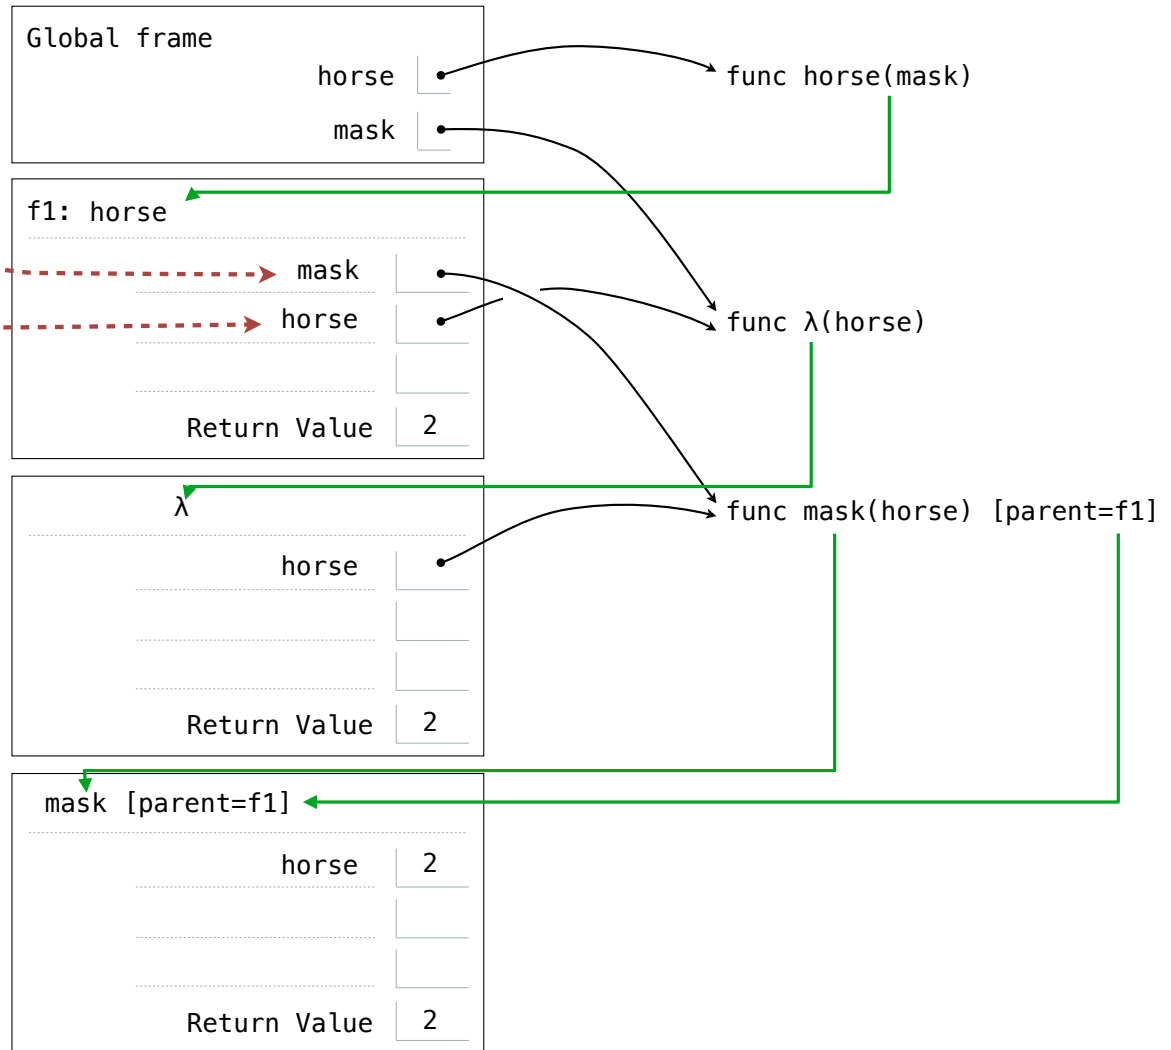 Global frame
horse
func horse(mask)
mask
f1: horse
mask
horse
func λ(horse)
Return Value 2
λ
func mask(horse) [parent=f1]
horse
Return Value 2
mask [parent=f1]
horse 2
Return Value 2